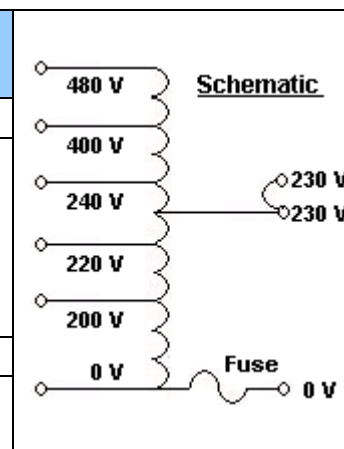 Schematic
480 V
400 V
230 V
240 V
230 V
220 V
200 V
Fuse
0 V
0 V